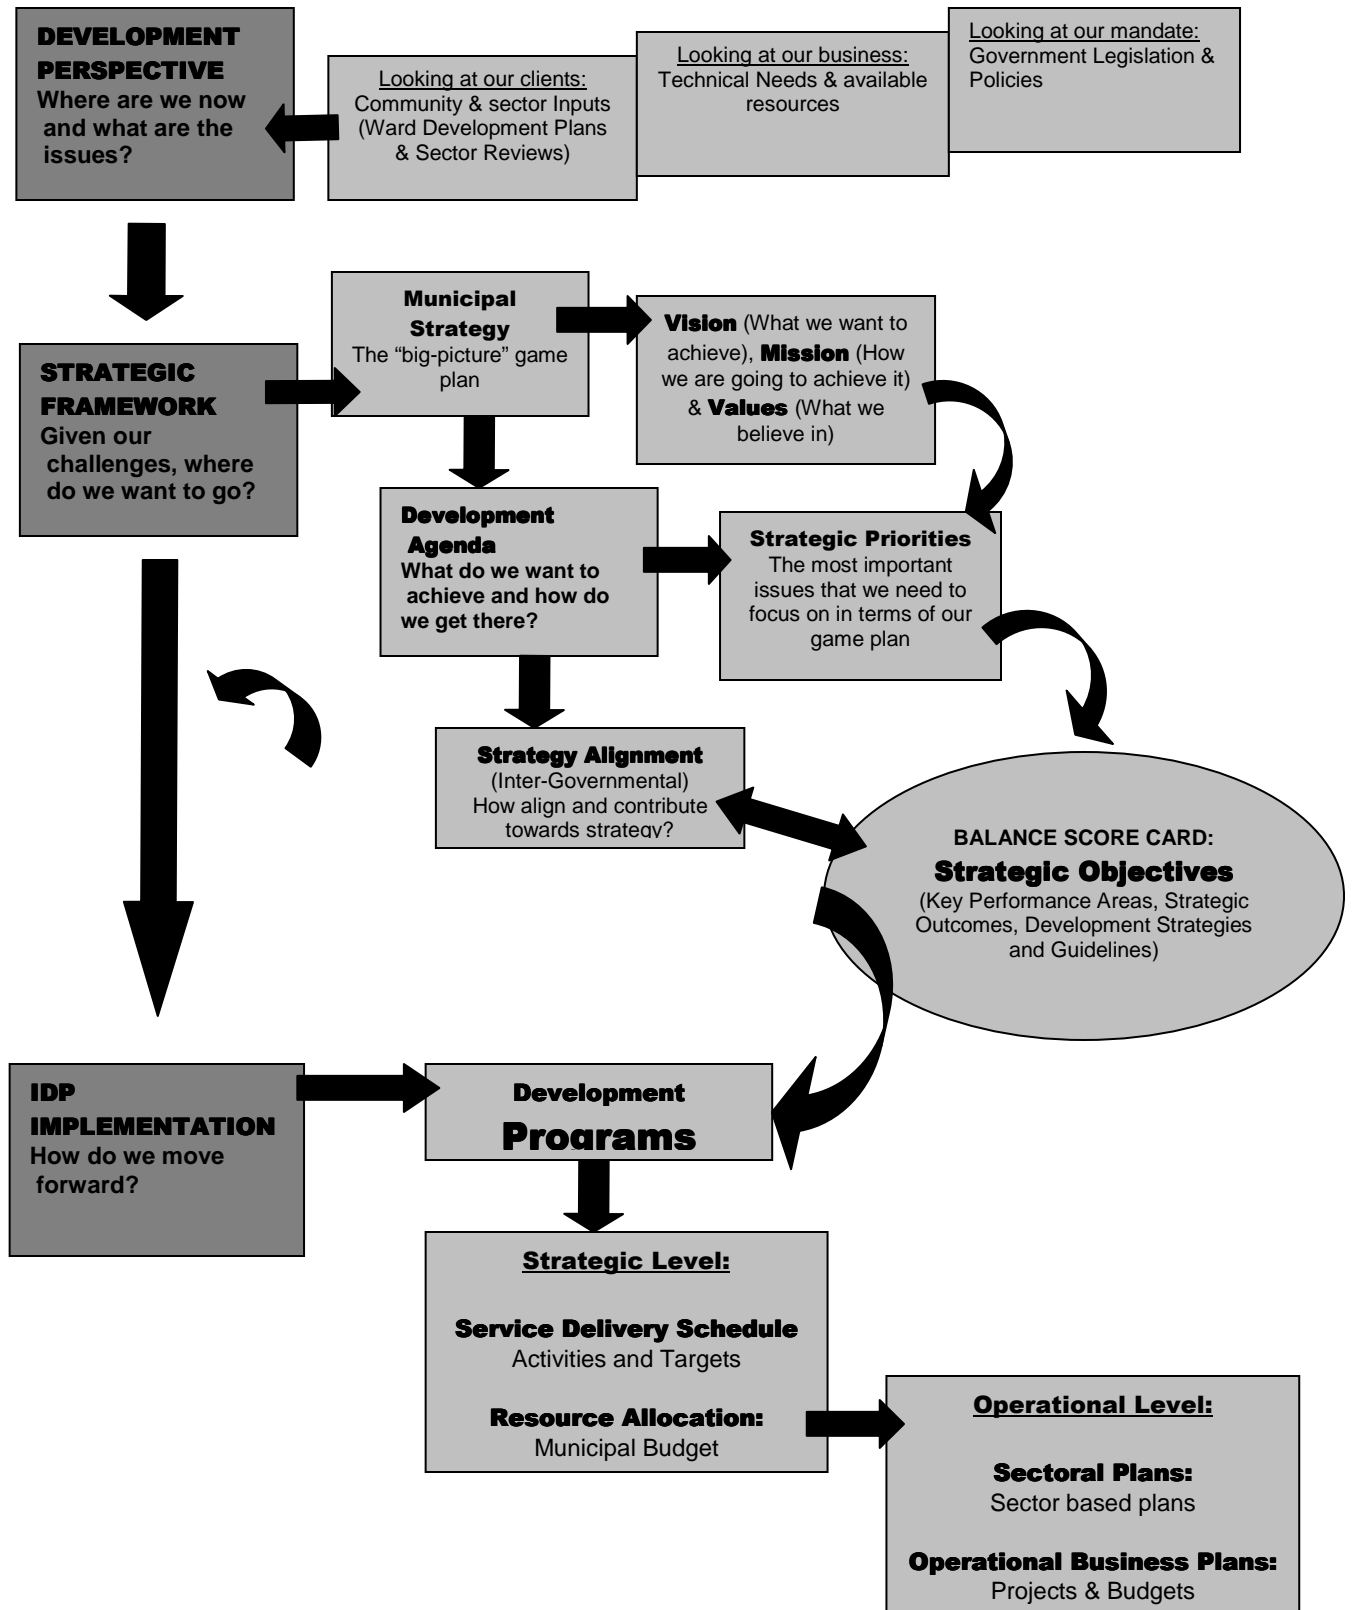 DEVELOPMENT
PERSPECTIVE
Where are we now
and what are the
issues?
Looking at our clients:
Community & sector Inputs
(Ward Development Plans
& Sector Reviews)
Looking at our business:
Technical Needs & available
resources
Looking at our mandate:
Government Legislation &
Policies
STRATEGIC
FRAMEWORK
Given our
challenges, where
do we want to go?
Municipal
Strategy
The “big-picture” game
plan
Vision (What we want to
achieve), Mission (How
we are going to achieve it)
& Values (What we
believe in)
Development
Agenda
What do we want to
achieve and how do
we get there?
Strategic Priorities
The most important
issues that we need to
focus on in terms of our
game plan
Strategy Alignment
(Inter-Governmental)
How align and contribute
towards strategy?
BALANCE SCORE CARD:
Strategic Objectives
(Key Performance Areas, Strategic
Outcomes, Development Strategies
and Guidelines)
IDP
IMPLEMENTATION
How do we move
forward?
Development
Programs
Strategic Level:
Service Delivery Schedule
Activities and Targets
Resource Allocation:
Municipal Budget
Operational Level:
Sectoral Plans:
Sector based plans
Operational Business Plans:
Projects & Budgets